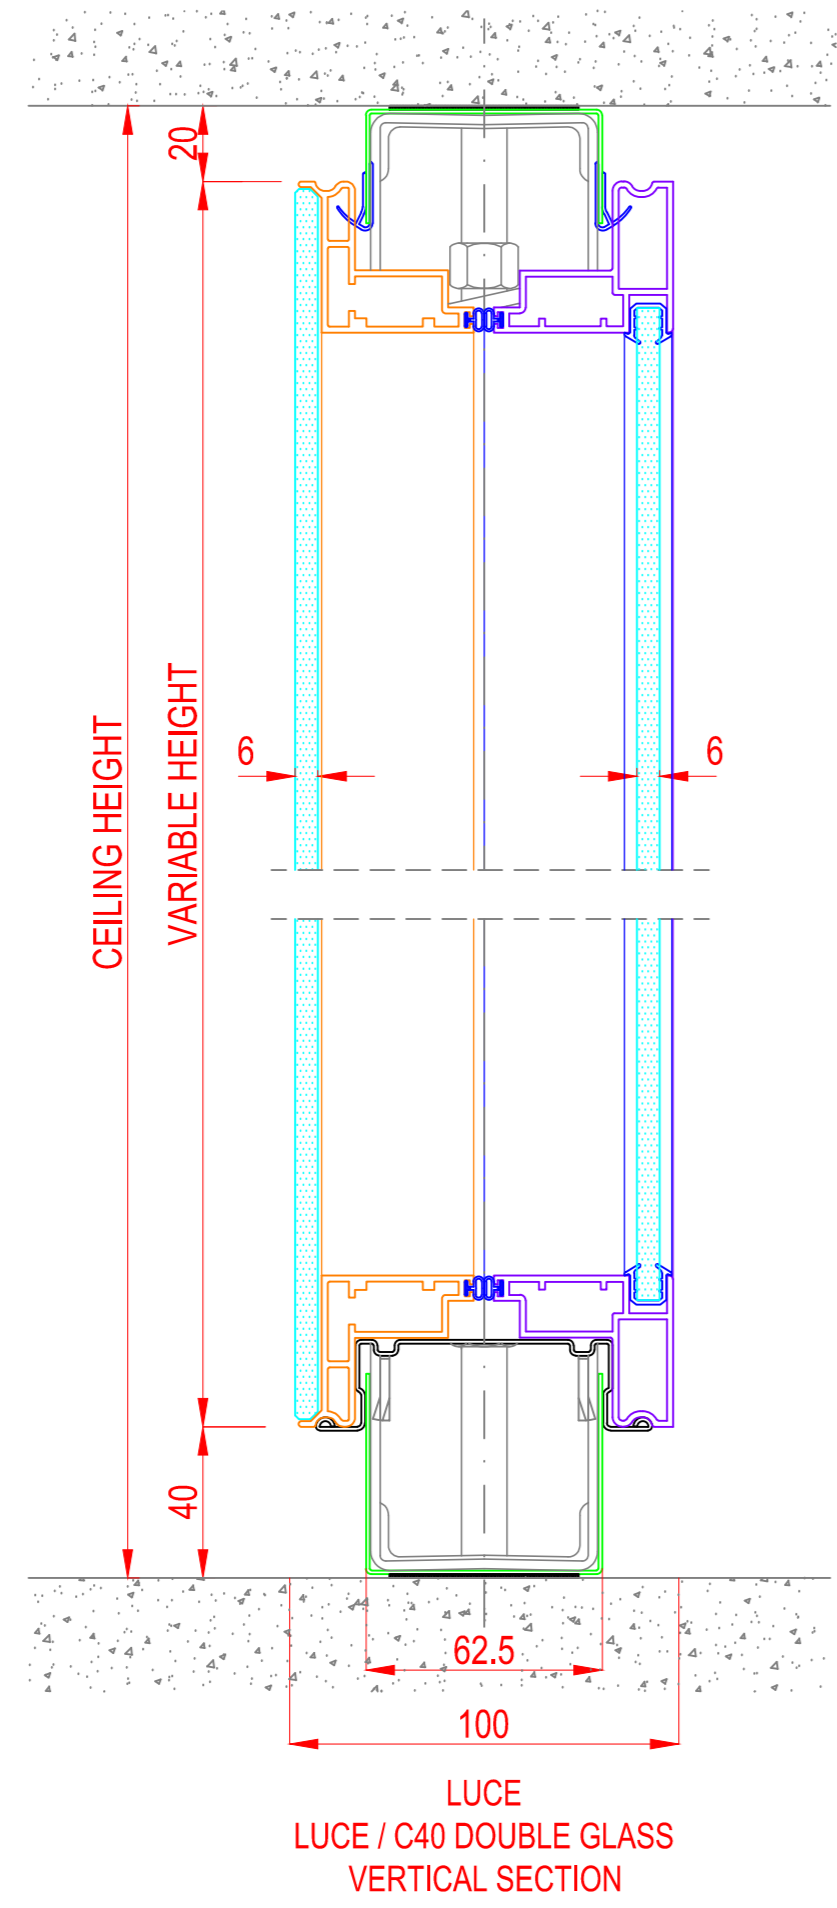 20
CEILING HEIGHT
VARIABLE HEIGHT
6
6
40
62.5
100
LUCE
LUCE / C40 DOUBLE GLASS
VERTICAL SECTION